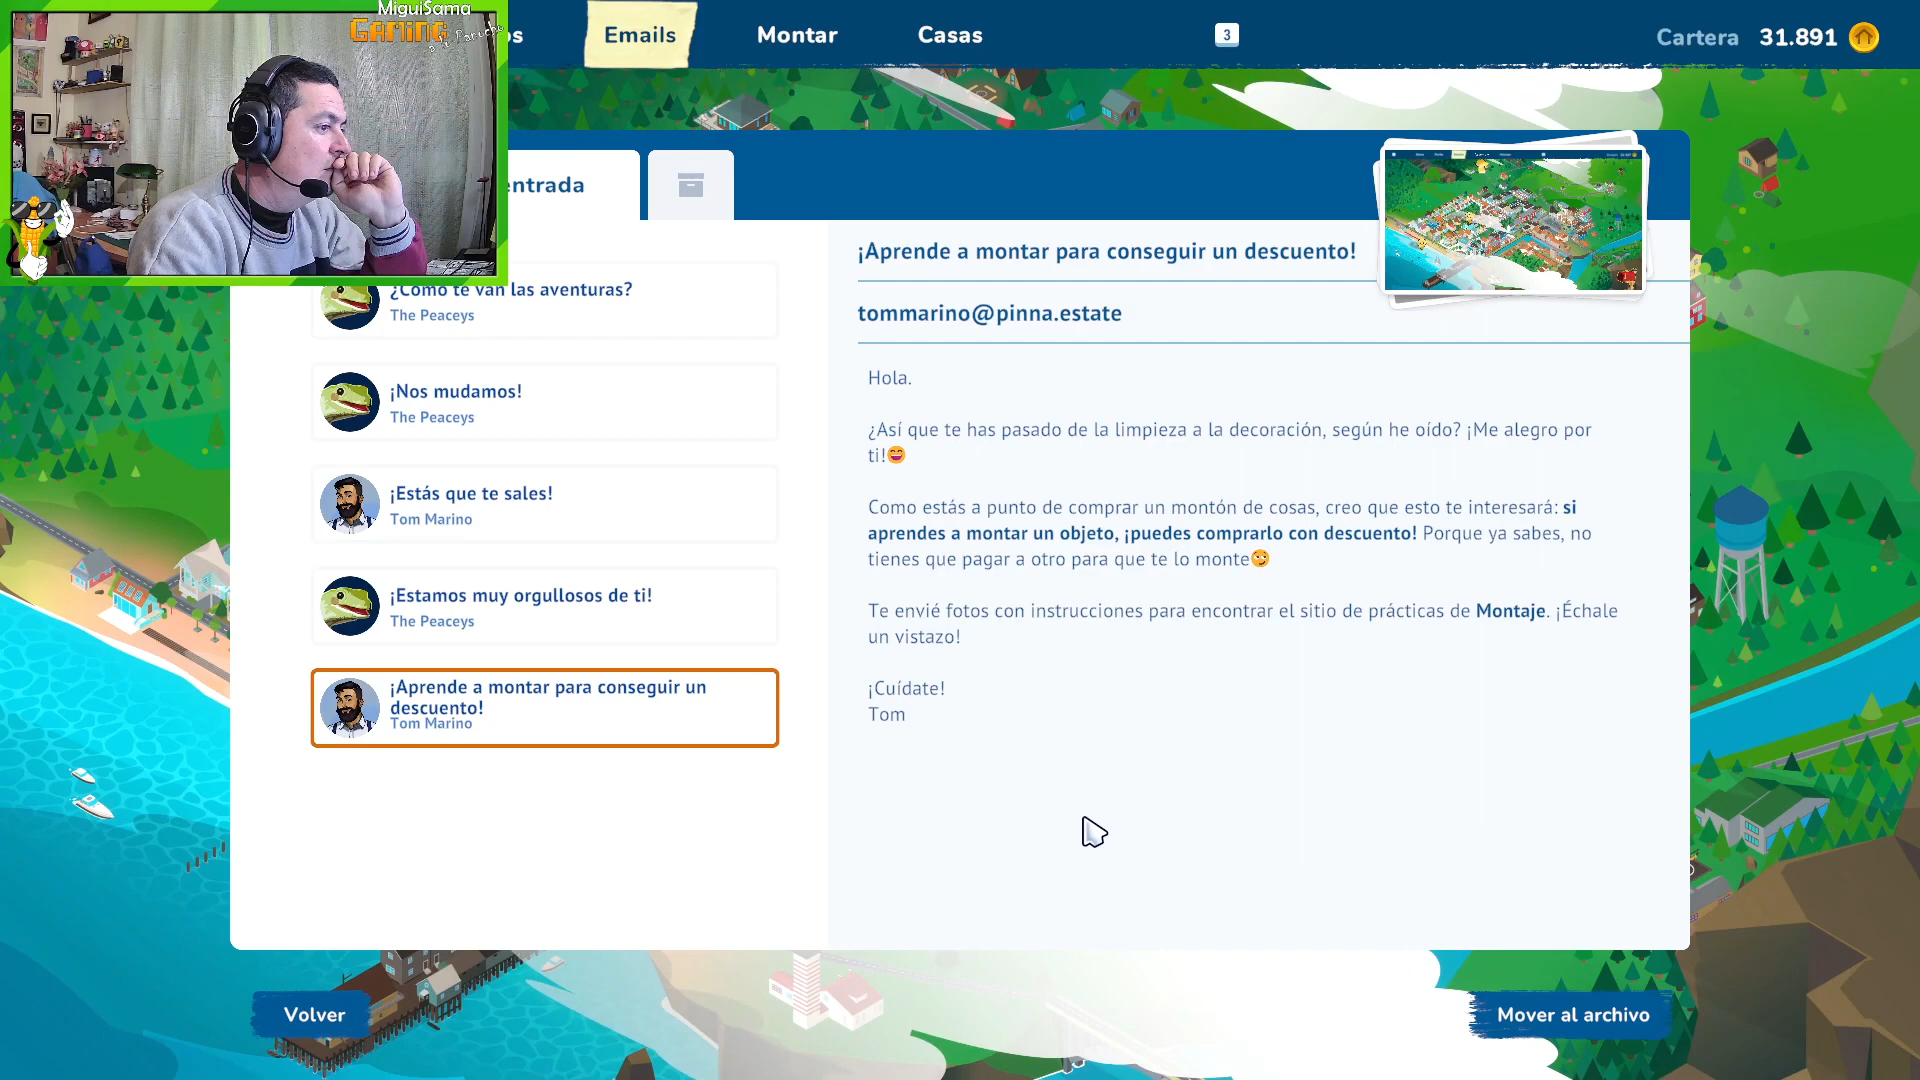 MiguiSama
GAMING
a lo Panucho
os
Emails
Montar
Casas
3
Cartera 31.891
entrada
¿Cómo te van las aventuras?
The Peaceys
¡Nos mudamos!
The Peaceys
¡Estás que te sales!
Tom Marino
¡Estamos muy orgullosos de ti!
The Peaceys
¡Aprende a montar para conseguir un
descuento!
Tom Marino
¡Aprende a montar para conseguir un descuento!
tommarino@pinna.estate
Hola.
¿Así que te has pasado de la limpieza a la decoración, según he oído? ¡Me alegro por
ti!😄
Como estás a punto de comprar un montón de cosas, creo que esto te interesará: si
aprendes a montar un objeto, ¡puedes comprarlo con descuento! Porque ya sabes, no
tienes que pagar a otro para que te lo monte😏
Te envié fotos con instrucciones para encontrar el sitio de prácticas de Montaje. ¡Échale
un vistazo!
¡Cuídate!
Tom
Volver
Mover al archivo